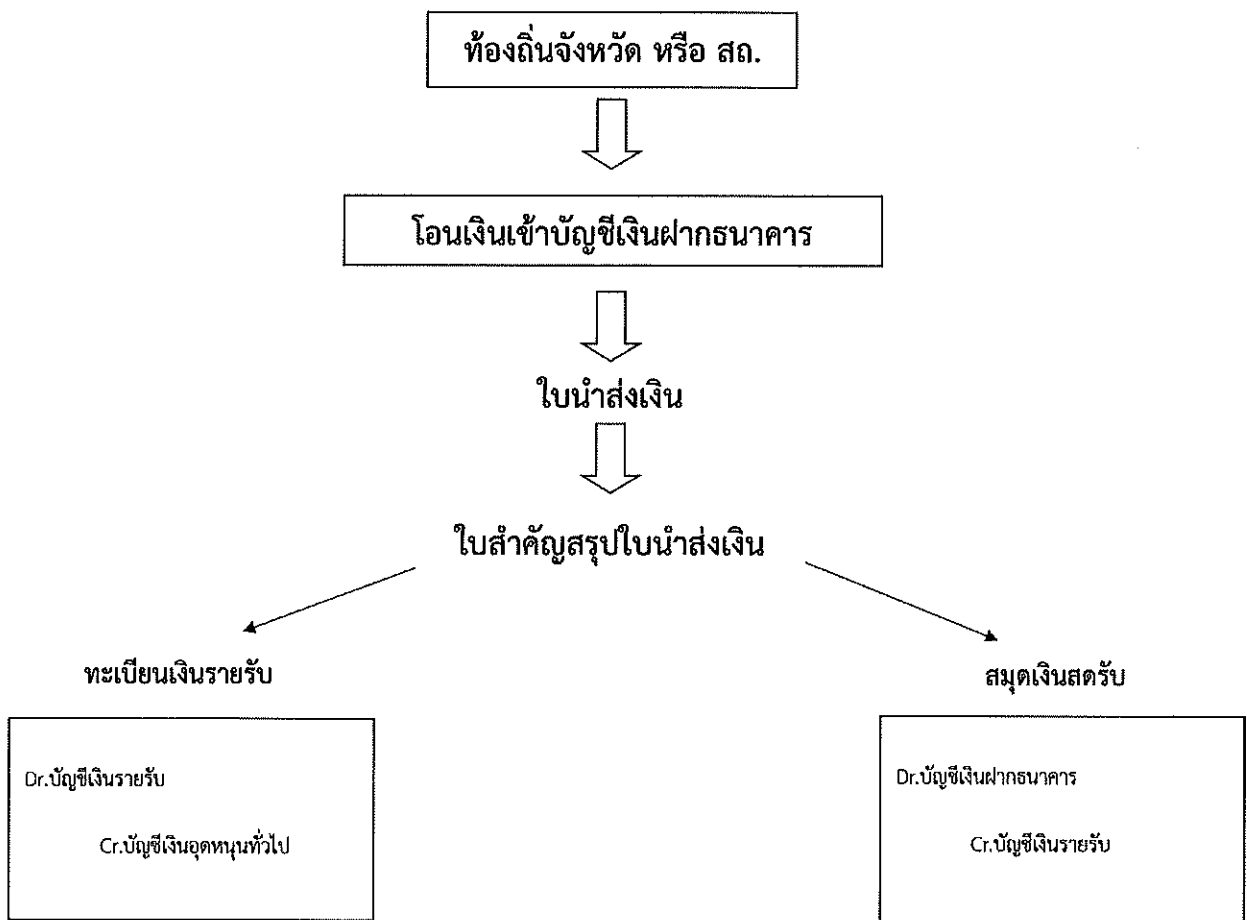 ท้องถิ่นจังหวัด หรือ สถ.
โอนเงินเข้าบัญชีเงินฝากธนาคาร
ใบนำส่งเงิน
ใบสำคัญสรุปใบนำส่งเงิน
ทะเบียนเงินรายรับ
Dr.บัญชีเงินรายรับ
Cr.บัญชีเงินอุดหนุนทั่วไป
สมุดเงินสดรับ
Dr.บัญชีเงินฝากธนาคาร
Cr.บัญชีเงินรายรับ